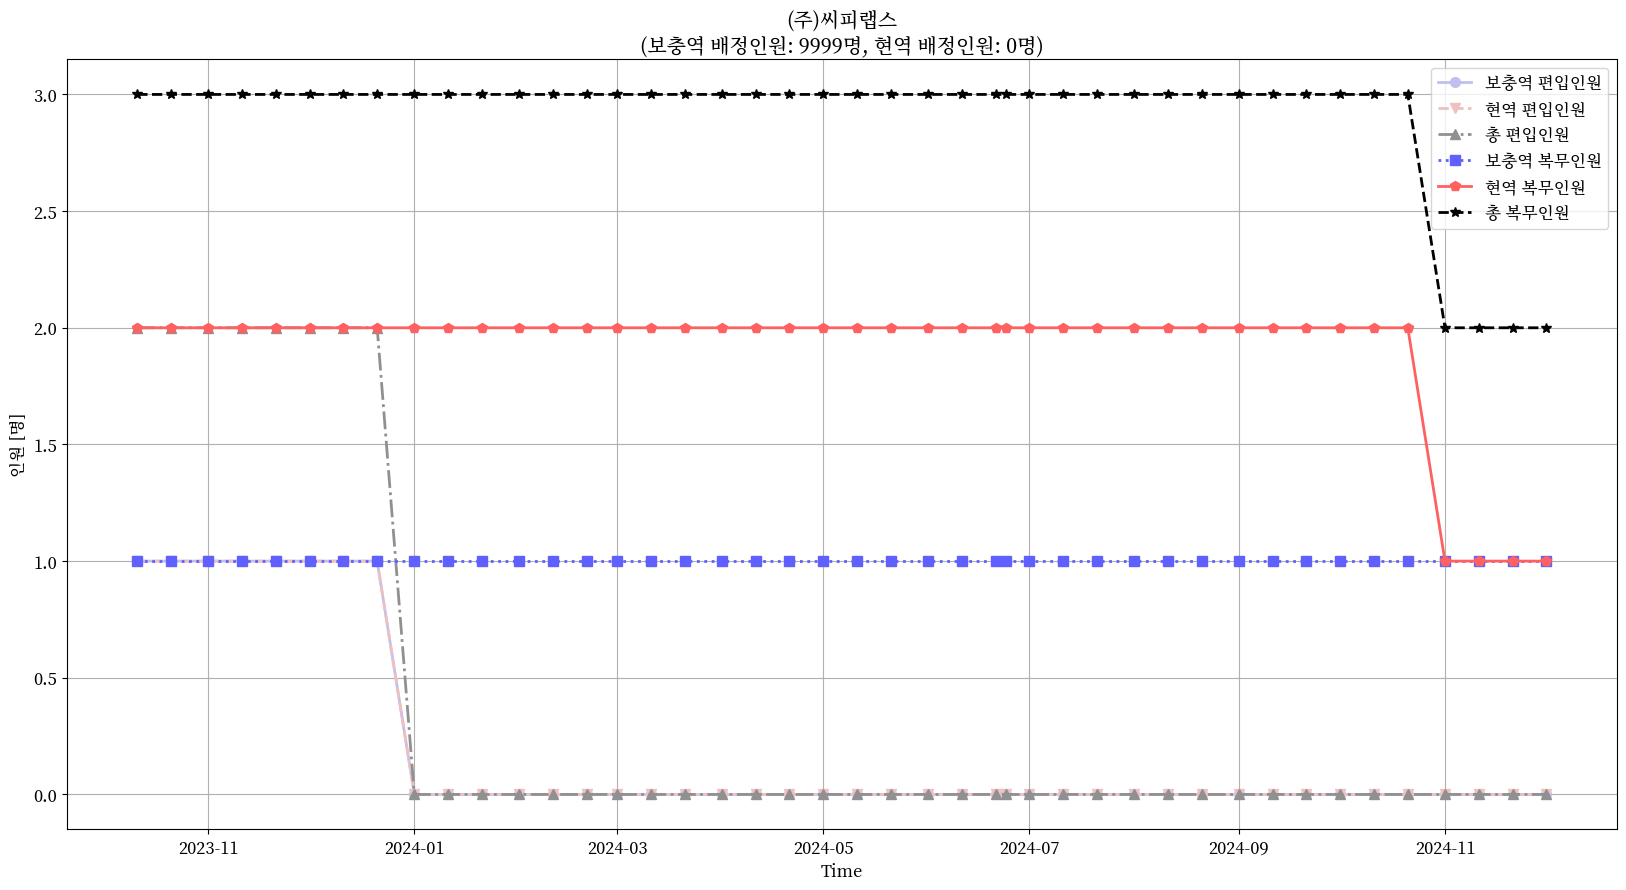 (주)씨피랩스
(보충역 배정인원: 9999명, 현역 배정인원: 0명)
보충역 편입인원
현역 편입인원
총 편입인원
보충역 복무인원
현역 복무인원
총 복무인원
인원 [명]
3.0
2.5
2.0
1.5
1.0
0.5
0.0
2023-11
2024-01
2024-03
2024-05
2024-07
2024-09
2024-11
Time